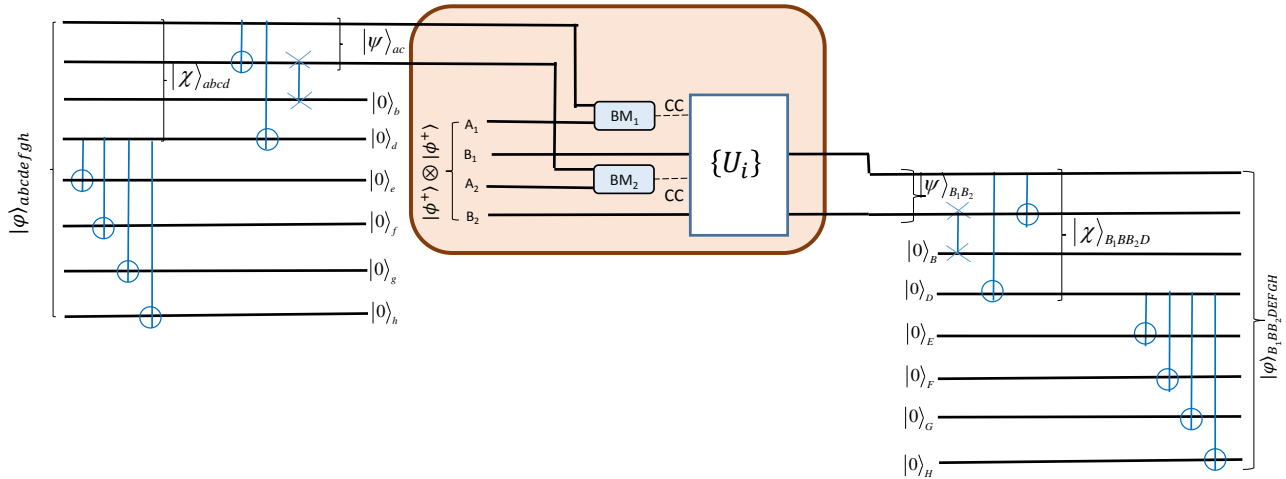 |φ⟩abcdefgh
|χ⟩abcd
|ψ⟩ac
|0⟩b
|0⟩d
|0⟩e
|0⟩f
|0⟩g
|0⟩h
|ϕ⁺⟩ ⊗ |ϕ⁺⟩
A₁
B₁
A₂
B₂
BM₁
CC
BM₂
CC
{Uᵢ}
|ψ⟩B₁B₂
|0⟩B
|0⟩D
|0⟩E
|0⟩F
|0⟩G
|0⟩H
|χ⟩B₁BB₂D
|φ⟩B₁BB₂DEFGH